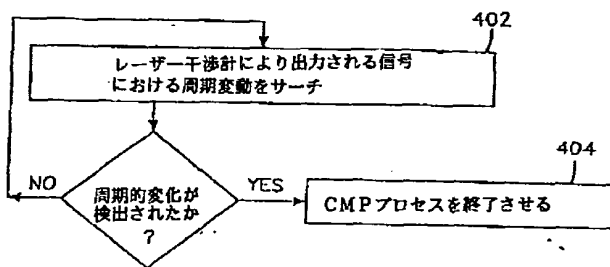 402
レーザー干渉計により出力される信号
における周期変動をサーチ
404
NO
YES
周期的変化が
検出されたか
?
CMPプロセスを終了させる